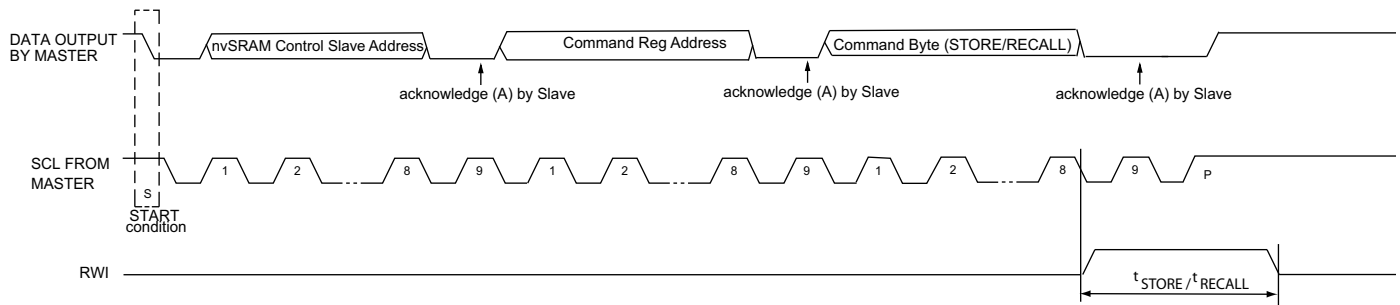 DATA OUTPUT
BY MASTER
nvSRAM Control Slave Address
Command Reg Address
Command Byte (STORE/RECALL)
acknowledge (A) by Slave
acknowledge (A) by Slave
acknowledge (A) by Slave
SCL FROM
MASTER
1
2
8
9
1
2
8
9
1
2
8
9
P
S
START
condition
RWI
t STORE / t RECALL